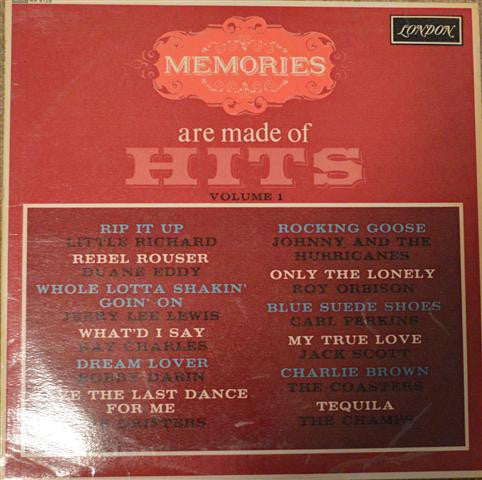 LONDON
MEMORIES
are made of
HITS
VOLUME 1
RIP IT UP
LITTLE RICHARD
REBEL ROUSER
DUANE EDDY
WHOLE LOTTA SHAKIN'
GOIN' ON
JERRY LEE LEWIS
WHAT'D I SAY
RAY CHARLES
DREAM LOVER
BOBBY DARIN
THE LAST DANCE
FOR ME
DRIFTERS
ROCKING GOOSE
JOHNNY AND THE
HURRICANES
ONLY THE LONELY
ROY ORBISON
BLUE SUEDE SHOES
CARL PERKINS
MY TRUE LOVE
JACK SCOTT
CHARLIE BROWN
THE COASTERS
TEQUILA
THE CHAMPS